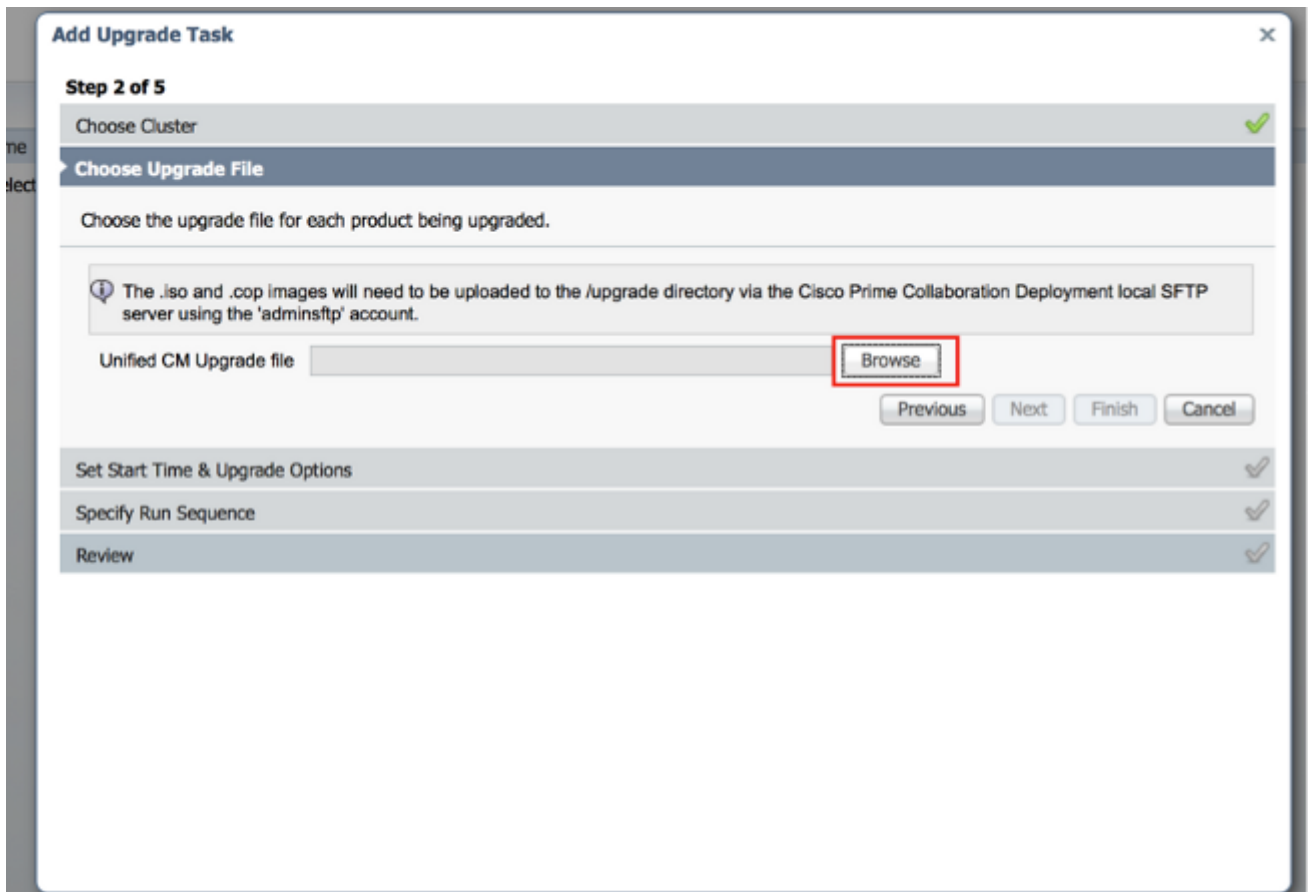 Add Upgrade Task
Step 2 of 5
Choose Cluster
Choose Upgrade File
Choose the upgrade file for each product being upgraded.
The .iso and .cop images will need to be uploaded to the /upgrade directory via the Cisco Prime Collaboration Deployment local SFTP
server using the 'adminsftp' account.
Unified CM Upgrade file Browse
Previous Next Finish Cancel
Set Start Time & Upgrade Options
Specify Run Sequence
Review